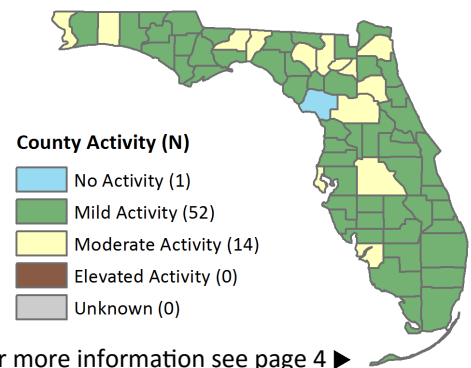 County Activity (N)
No Activity (1)
Mild Activity (52)
Moderate Activity (14)
Elevated Activity (0)
Unknown (0)
r more information see page 4 ▶